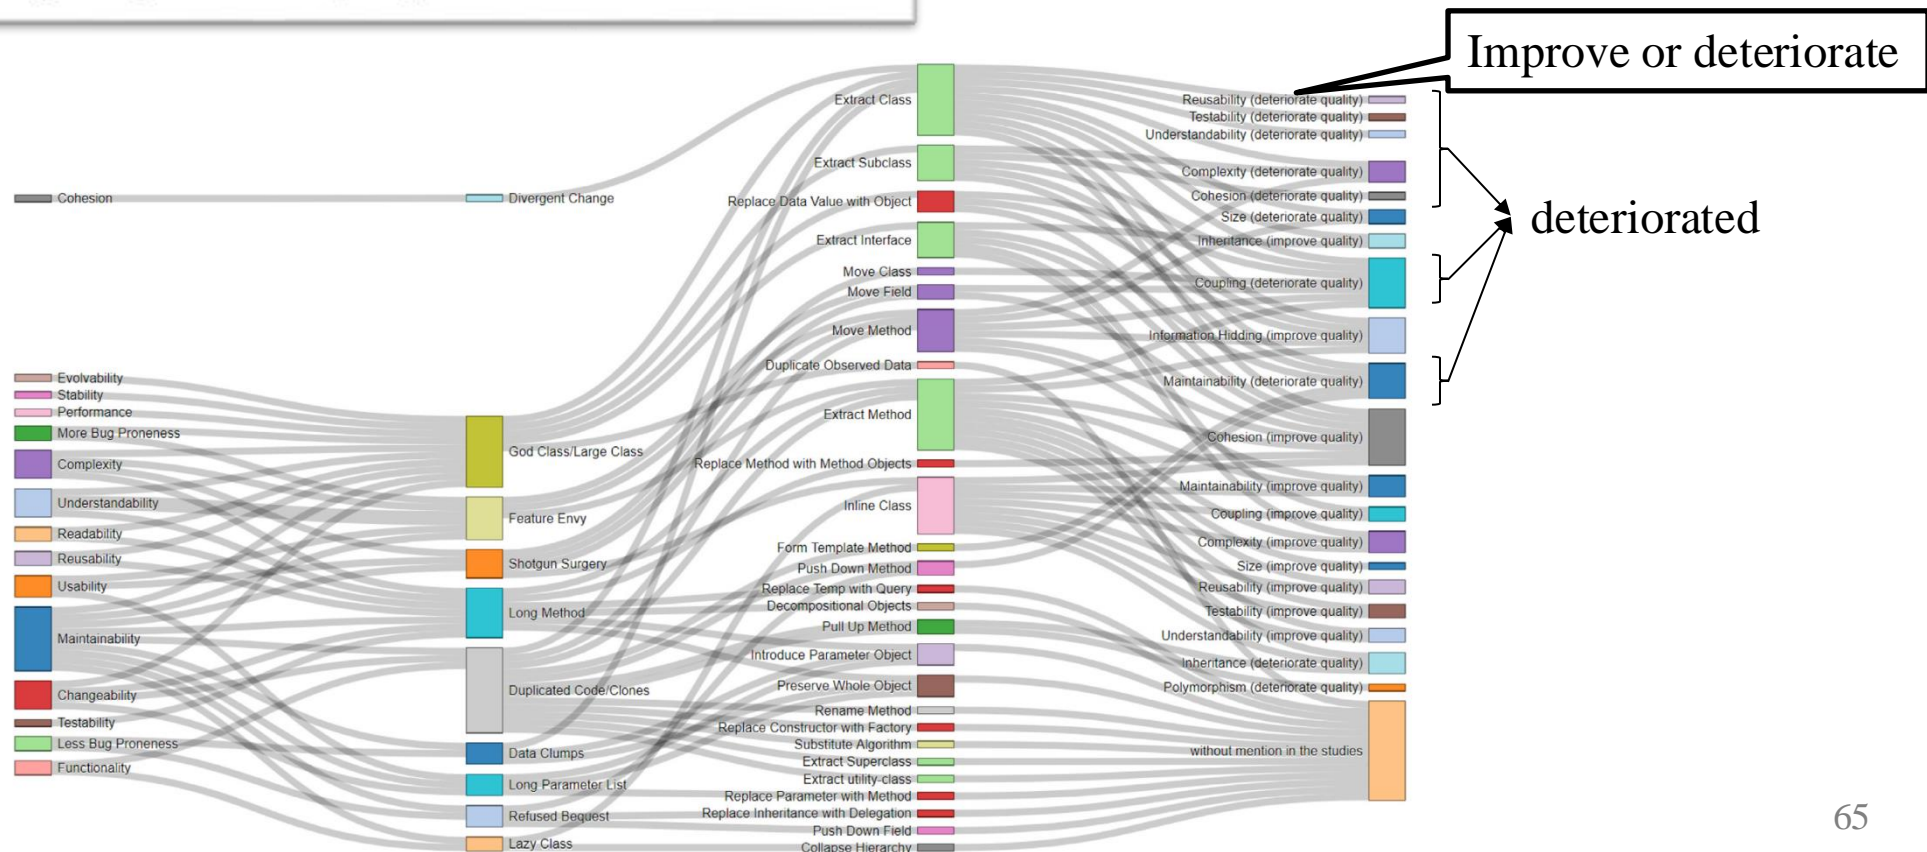 Improve or deteriorate
deteriorated
Cohesion
Evolvability
Stability
Performance
More Bug Proneness
Complexity
Understandability
Readability
Reusability
Usability
Maintainability
Changeability
Testability
Less Bug Proneness
Functionality
Divergent Change
God Class/Large Class
Feature Envy
Shotgun Surgery
Long Method
Duplicated Code/Clones
Data Clumps
Long Parameter List
Refused Bequest
Lazy Class
Extract Class
Extract Subclass
Replace Data Value with Object
Extract Interface
Move Class
Move Field
Move Method
Duplicate Observed Data
Extract Method
Replace Method with Method Objects
Inline Class
Form Template Method
Push Down Method
Replace Temp with Query
Decompositional Objects
Pull Up Method
Introduce Parameter Object
Preserve Whole Object
Rename Method
Replace Constructor with Factory
Substitute Algorithm
Extract Superclass
Extract utility-class
Replace Parameter with Method
Replace Inheritance with Delegation
Push Down Field
Collapse Hierarchy
Reusability (deteriorate quality)
Testability (deteriorate quality)
Understandability (deteriorate quality)
Complexity (deteriorate quality)
Cohesion (deteriorate quality)
Size (deteriorate quality)
Inheritance (improve quality)
Coupling (deteriorate quality)
Information Hidding (improve quality)
Maintainability (deteriorate quality)
Cohesion (improve quality)
Maintainability (improve quality)
Coupling (improve quality)
Complexity (improve quality)
Size (improve quality)
Reusability (improve quality)
Testability (improve quality)
Understandability (improve quality)
Inheritance (deteriorate quality)
Polymorphism (deteriorate quality)
without mention in the studies
65